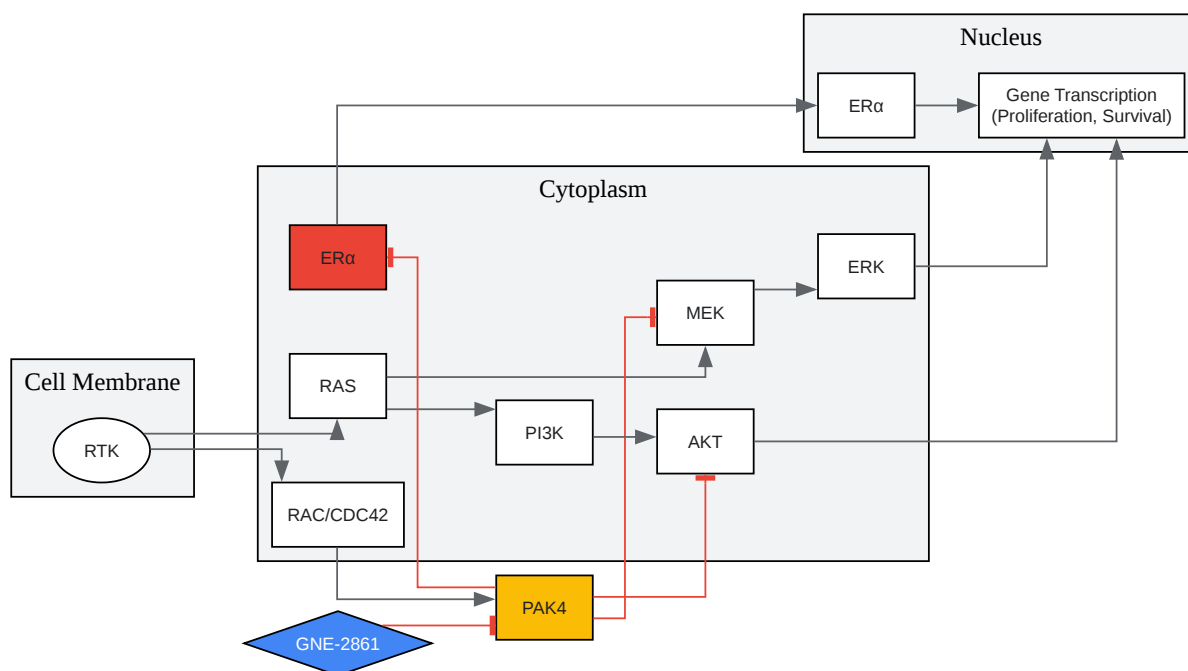 Nucleus
ERα
Gene Transcription
(Proliferation, Survival)
Cytoplasm
ERα
ERK
MEK
Cell Membrane
RAS
PI3K
AKT
RTK
RAC/CDC42
PAK4
GNE-2861